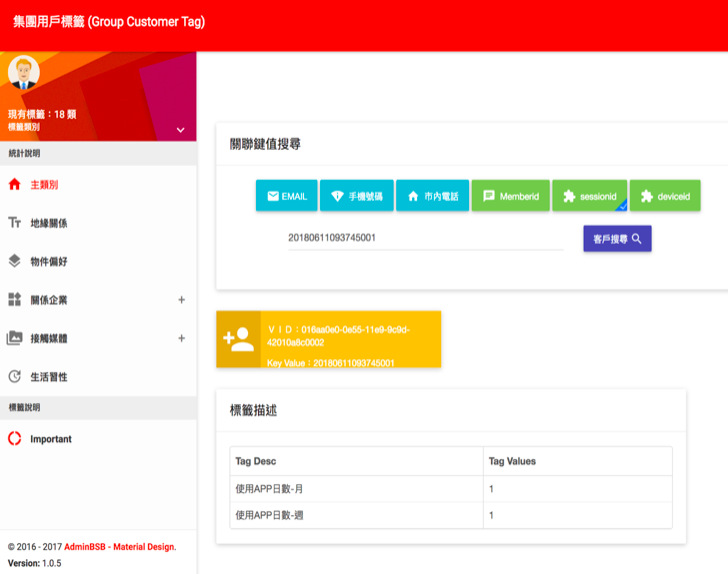 集團用戶標籤 (Group Customer Tag)
現有標籤：18 類
標籤類別
統計說明
主類別
地緣關係
物件偏好
關係企業 +
接觸媒體 +
生活習性
標籤說明
Important
© 2016 - 2017 AdminBSB - Material Design.
Version: 1.0.5
關聯鍵值搜尋
EMAIL 手機號碼 市內電話 Memberid sessionid deviceid
20180611093745001 客戶搜尋
ＶＩＤ：016aa0e0-0e55-11e9-9c9d-
42010a8c0002
Key Value：20180611093745001
標籤描述
Tag Desc Tag Values
使用APP日數-月 1
使用APP日數-週 1